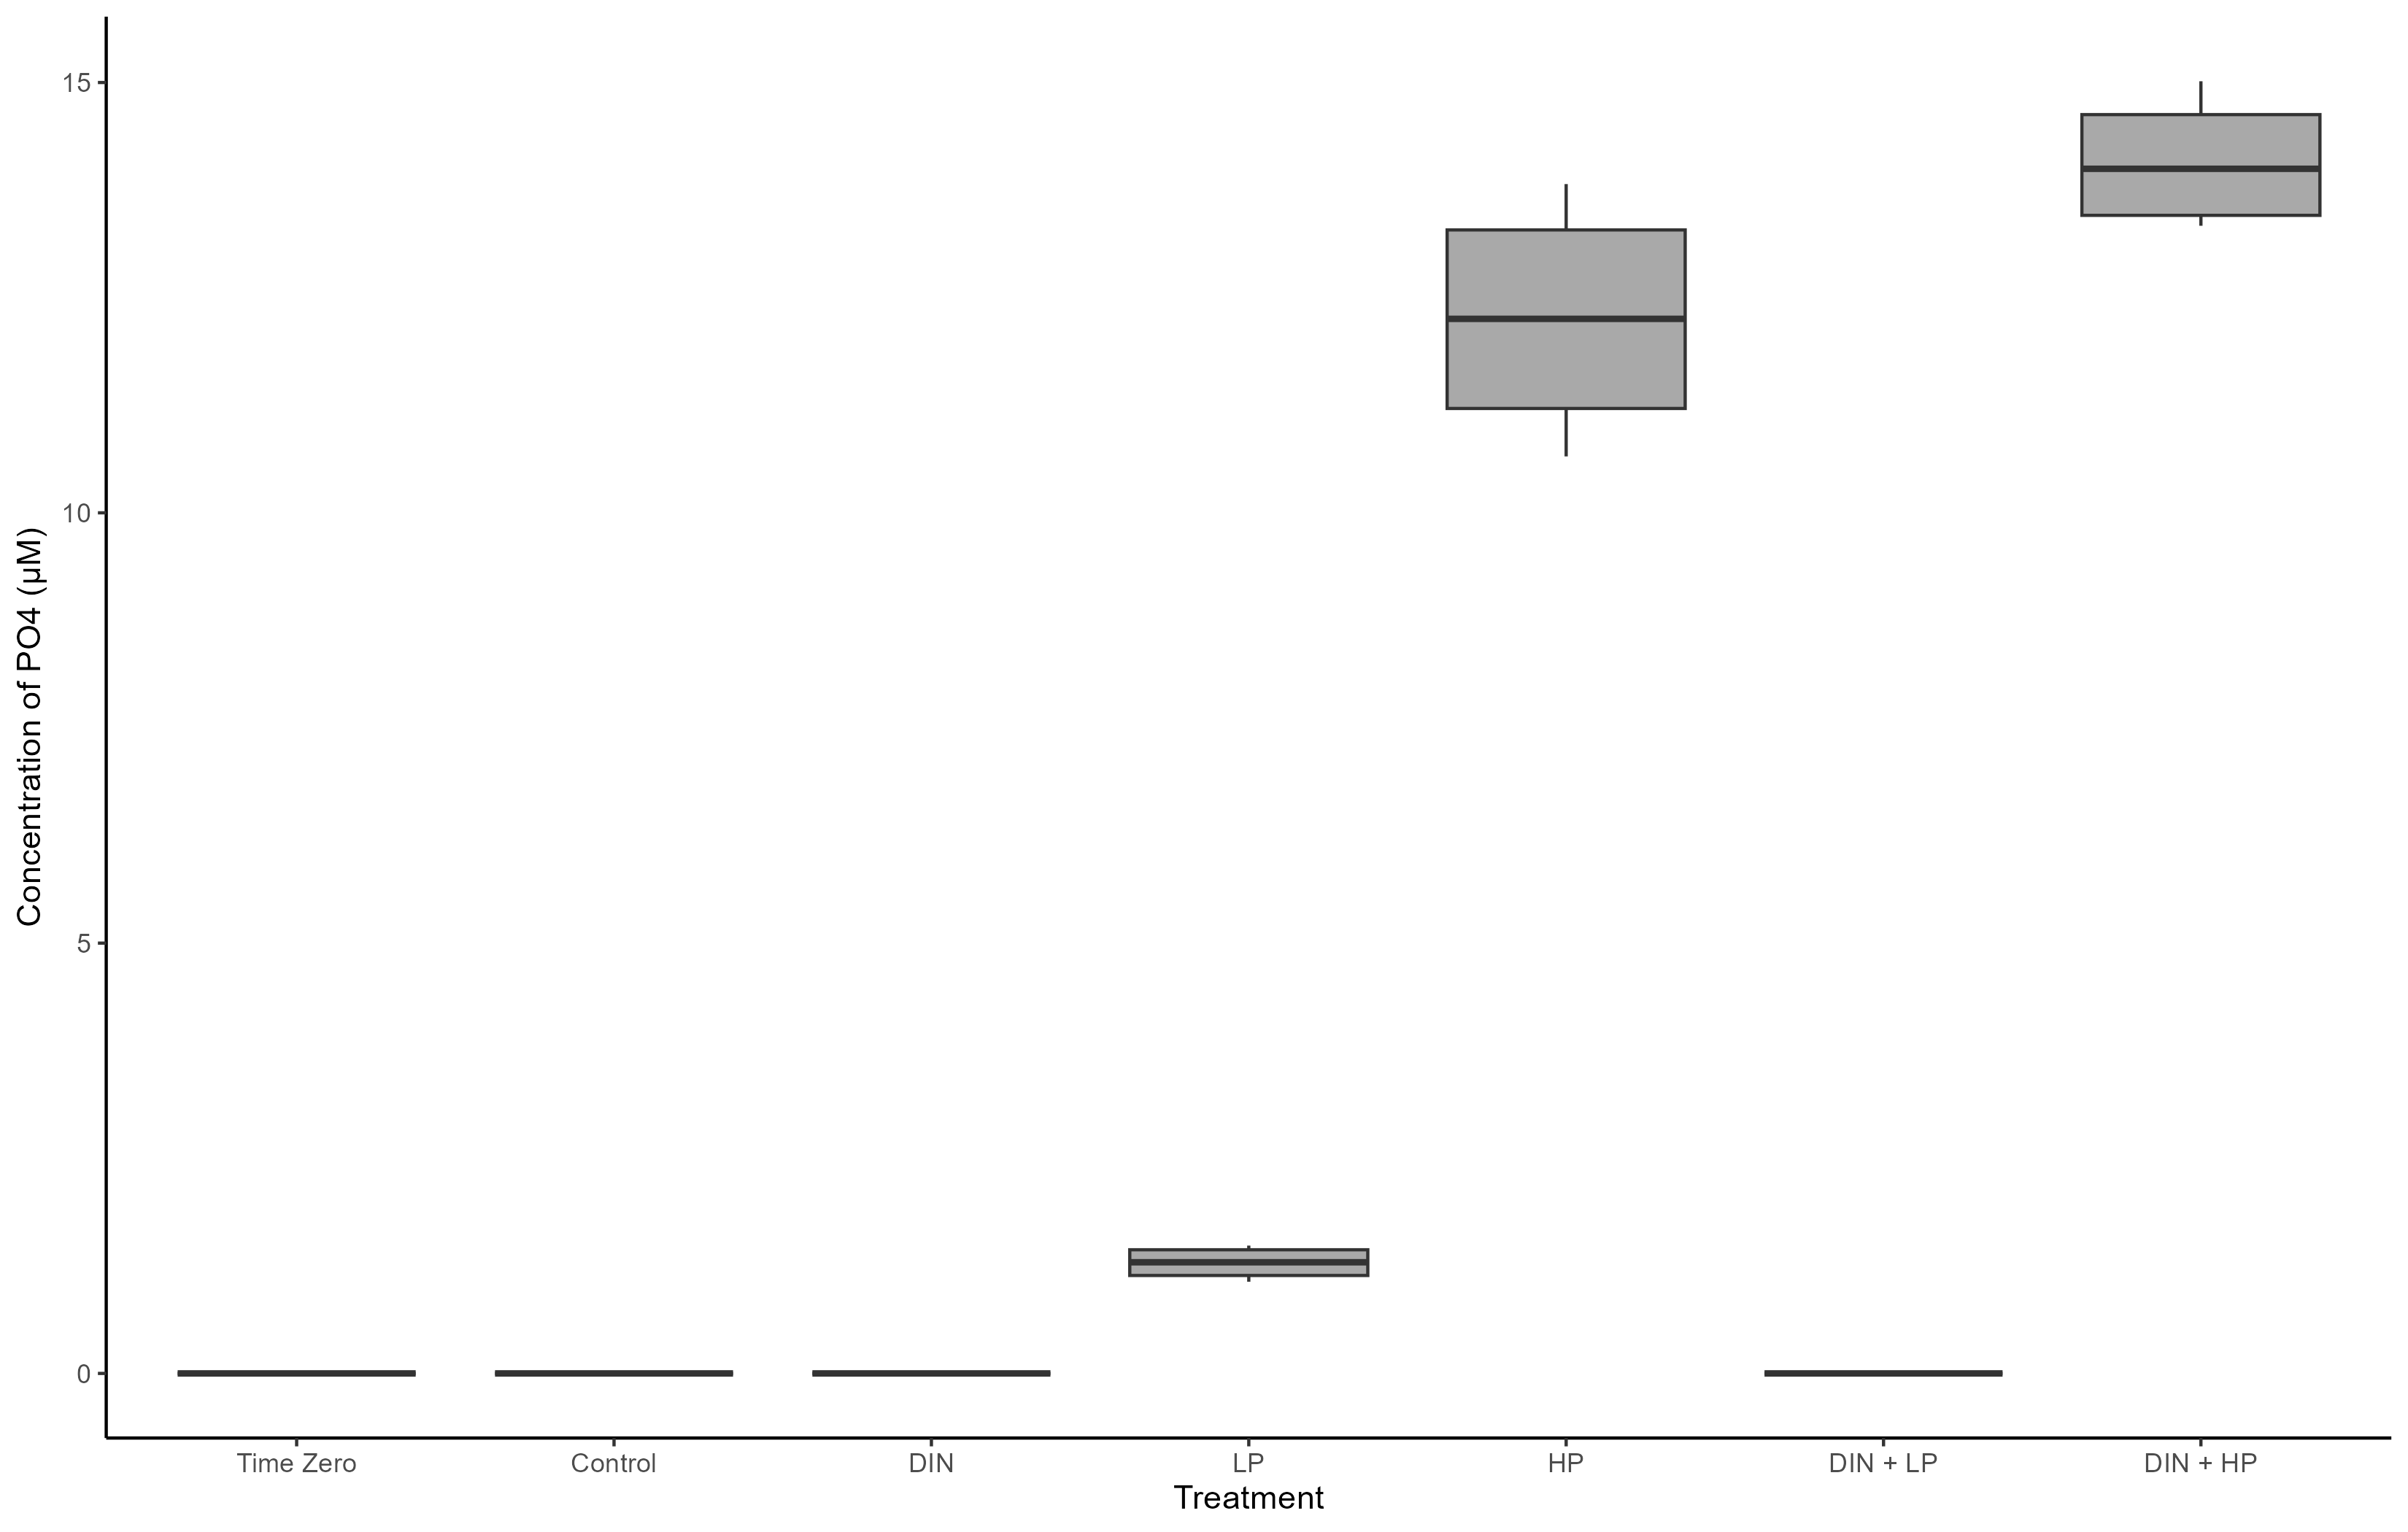 Concentration of PO4 (µM)
15
10
5
0
Time Zero Control DIN LP HP DIN + LP DIN + HP
Treatment